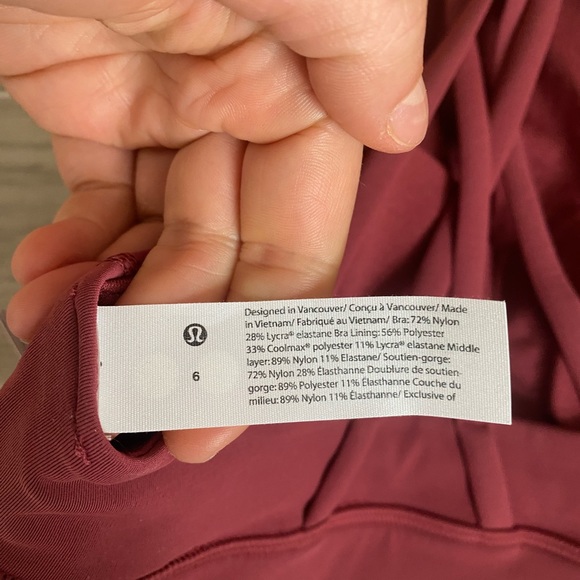 Designed in Vancouver/ Conçu à Vancouver/ Made
in Vietnam/ Fabriqué au Vietnam/ Bra: 72% Nylon
28% Lycra® elastane Bra Lining: 56% Polyester
33% Coolmax® polyester 11% Lycra® elastane Middle
layer: 89% Nylon 11% Elastane/ Soutien-gorge:
72% Nylon 28% Élasthanne Doublure de soutien-
gorge: 89% Polyester 11% Élasthanne Couche du
milieu: 89% Nylon 11% Élasthanne/ Exclusive of
6